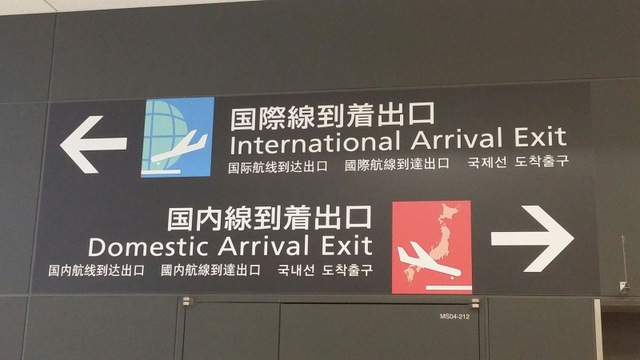 国際線到着出口
International Arrival Exit
国际航线到达出口 國際航線到達出口 국제선 도착출구
国内線到着出口
Domestic Arrival Exit
国内航线到达出口 國內航線到達出口 국내선 도착출구
MS04-212